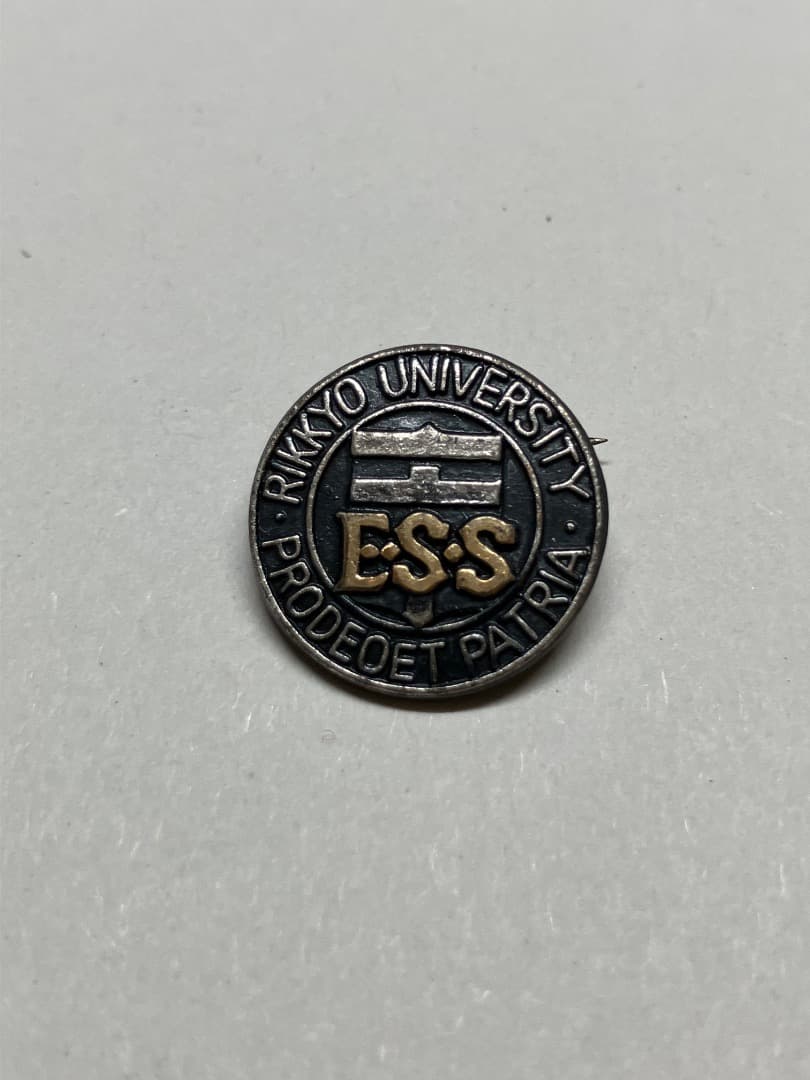 · RIKKYO UNIVERSITY ·
E·S·S
PRODEOET PATRIA